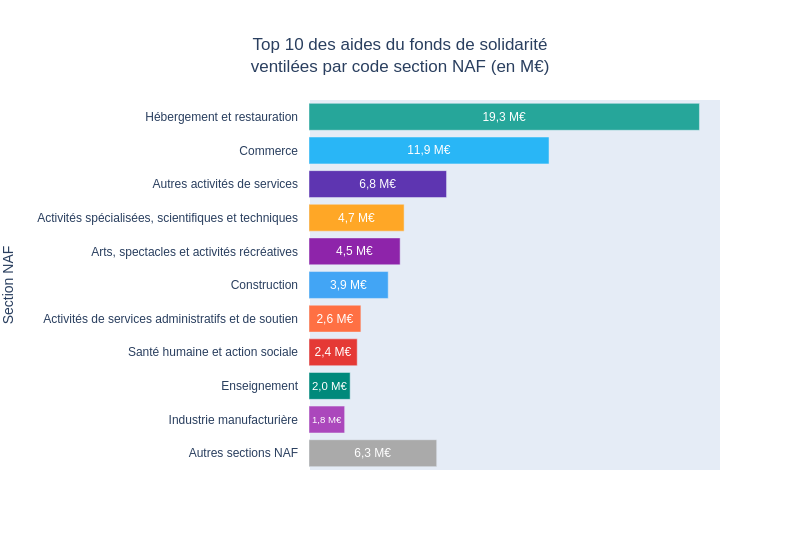 Top 10 des aides du fonds de solidarité
ventilées par code section NAF (en M€)
Section NAF
Hébergement et restauration 19,3 M€
Commerce 11,9 M€
Autres activités de services 6,8 M€
Activités spécialisées, scientifiques et techniques 4,7 M€
Arts, spectacles et activités récréatives 4,5 M€
Construction 3,9 M€
Activités de services administratifs et de soutien 2,6 M€
Santé humaine et action sociale 2,4 M€
Enseignement 2,0 M€
Industrie manufacturière 1,8 M€
Autres sections NAF 6,3 M€